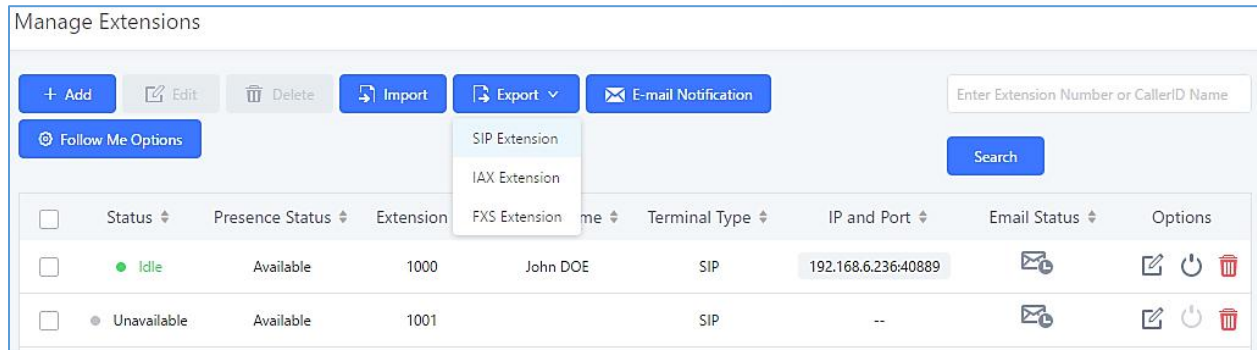 Manage Extensions
+ Add Edit Delete Import Export E-mail Notification Enter Extension Number or CallerID Name
Follow Me Options
Search
SIP Extension
IAX Extension
FXS Extension
Status Presence Status Extension me Terminal Type IP and Port Email Status Options
Idle Available 1000 John DOE SIP 192.168.6.236:40889
Unavailable Available 1001 SIP --